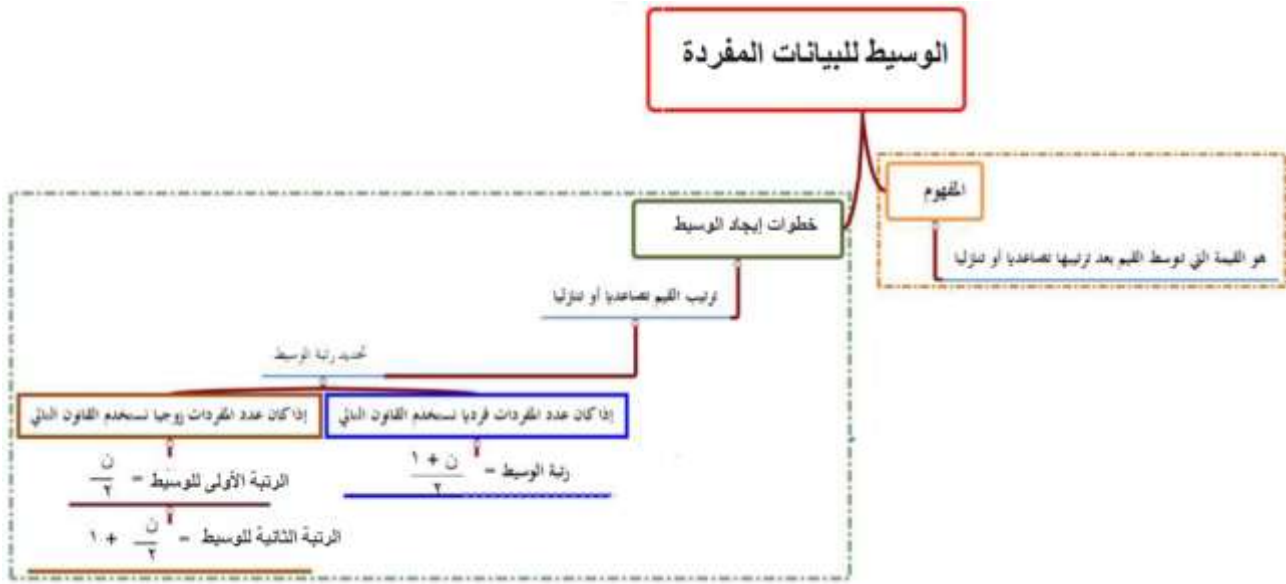 الوسيط للبيانات المفردة
المفهوم
هو القيمة التي تتوسط القيم بعد ترتيبها تصاعديا أو تنازليا
خطوات إيجاد الوسيط
ترتيب القيم تصاعديا أو تنازليا
تحديد رتبة الوسيط
إذا كان عدد المفردات فرديا نستخدم القانون التالي
رتبة الوسيط = (ن + ١) / ٢
إذا كان عدد المفردات زوجيا نستخدم القانون التالي
الرتبة الأولى للوسيط = ن / ٢
الرتبة الثانية للوسيط = ن / ٢ + ١